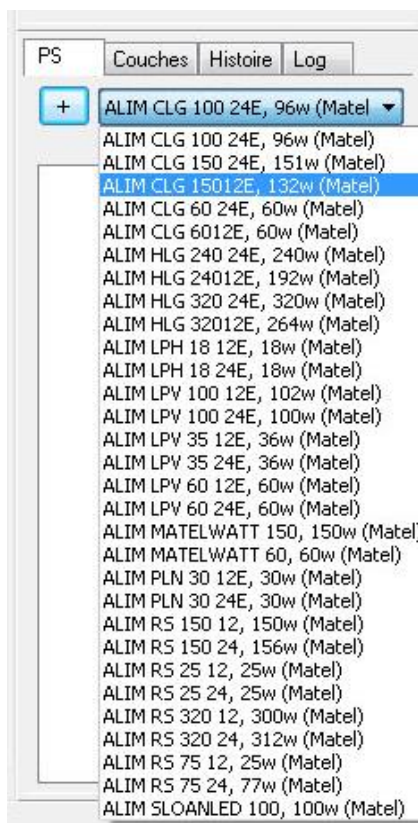 PS Couches Histoire Log
+ ALIM CLG 100 24E, 96w (Matel
ALIM CLG 100 24E, 96w (Matel)
ALIM CLG 150 24E, 151w (Matel)
ALIM CLG 15012E, 132w (Matel)
ALIM CLG 60 24E, 60w (Matel)
ALIM CLG 6012E, 60w (Matel)
ALIM HLG 240 24E, 240w (Matel)
ALIM HLG 24012E, 192w (Matel)
ALIM HLG 320 24E, 320w (Matel)
ALIM HLG 32012E, 264w (Matel)
ALIM LPH 18 12E, 18w (Matel)
ALIM LPH 18 24E, 18w (Matel)
ALIM LPV 100 12E, 102w (Matel)
ALIM LPV 100 24E, 100w (Matel)
ALIM LPV 35 12E, 36w (Matel)
ALIM LPV 35 24E, 36w (Matel)
ALIM LPV 60 12E, 60w (Matel)
ALIM LPV 60 24E, 60w (Matel)
ALIM MATELWATT 150, 150w (Matel)
ALIM MATELWATT 60, 60w (Matel)
ALIM PLN 30 12E, 30w (Matel)
ALIM PLN 30 24E, 30w (Matel)
ALIM RS 150 12, 150w (Matel)
ALIM RS 150 24, 156w (Matel)
ALIM RS 25 12, 25w (Matel)
ALIM RS 25 24, 25w (Matel)
ALIM RS 320 12, 300w (Matel)
ALIM RS 320 24, 312w (Matel)
ALIM RS 75 12, 25w (Matel)
ALIM RS 75 24, 77w (Matel)
ALIM SLOANLED 100, 100w (Matel)